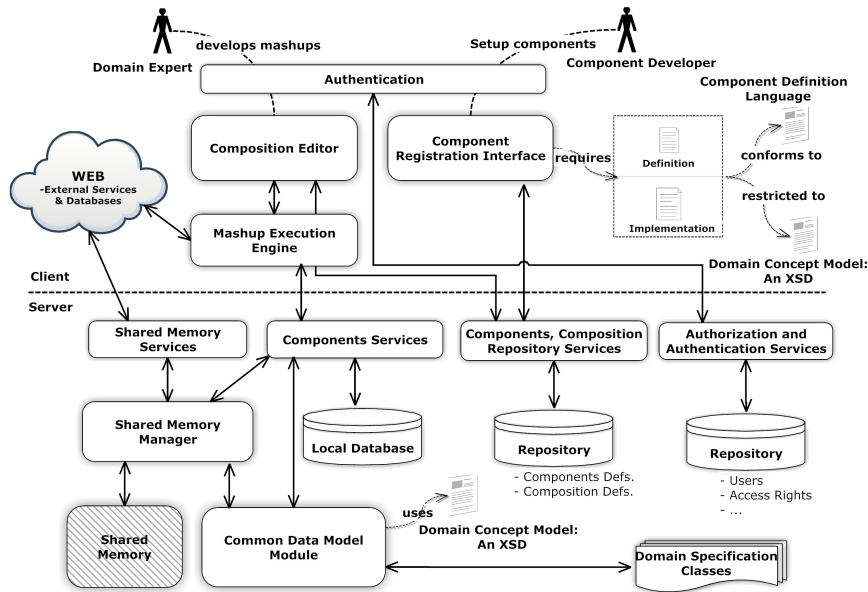 develops mashups
Domain Expert
Setup components
Component Developer
Authentication
Component Definition
Language
Composition Editor
Component
Registration Interface
requires
Definition
Implementation
conforms to
restricted to
Domain Concept Model:
An XSD
WEB
-External Services
& Databases
Mashup Execution
Engine
Client
Server
Shared Memory
Services
Components Services
Components, Composition
Repository Services
Authorization and
Authentication Services
Shared Memory
Manager
Local Database
Repository
- Components Defs.
- Composition Defs.
Repository
- Users
- Access Rights
- ...
Shared
Memory
Common Data Model
Module
uses
Domain Concept Model:
An XSD
Domain Specification
Classes